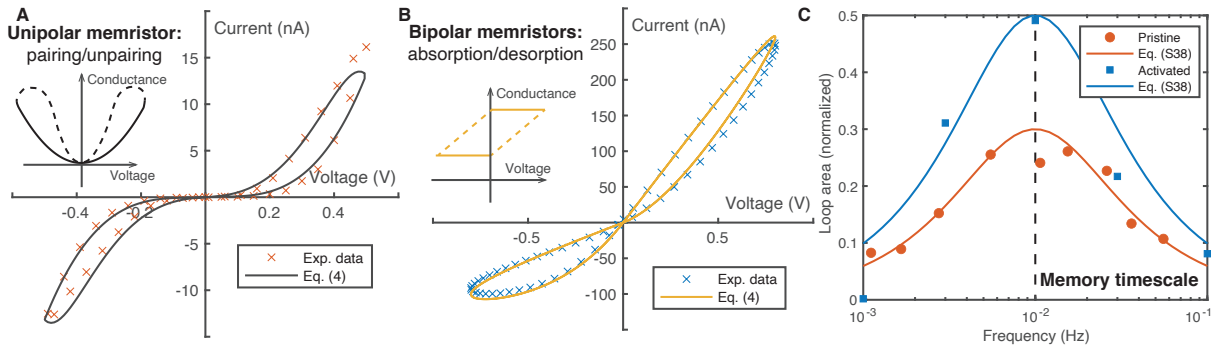 A
Unipolar memristor:
pairing/unpairing
Conductance
Voltage
Current (nA)
15
10
5
-5
-10
-0.4
-0.2
0.2
0.4
Voltage (V)
Exp. data
Eq. (4)
B
Bipolar memristors:
absorption/desorption
Conductance
Voltage
Current (nA)
250
200
150
100
50
-50
-100
-0.5
0.5
Voltage (V)
Exp. data
Eq. (4)
C
Loop area (normalized)
0.5
0.4
0.3
0.2
0.1
0
10-3
10-2
10-1
Frequency (Hz)
Pristine
Eq. (S38)
Activated
Eq. (S38)
Memory timescale